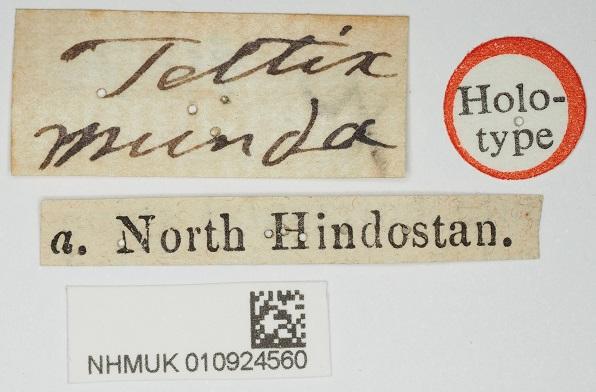 Tettix
munda
Holo-
type
a. North Hindostan.
NHMUK 010924560